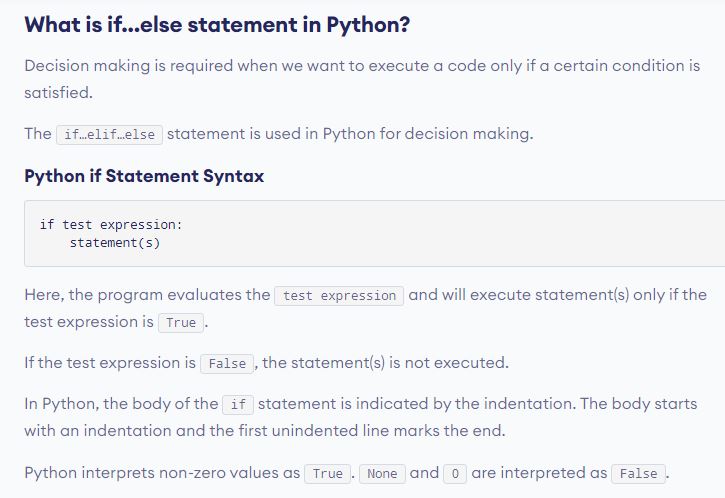 What is if...else statement in Python?
Decision making is required when we want to execute a code only if a certain condition is
satisfied.
The if…elif…else statement is used in Python for decision making.
Python if Statement Syntax
if test expression:
    statement(s)
Here, the program evaluates the test expression and will execute statement(s) only if the
test expression is True .
If the test expression is False , the statement(s) is not executed.
In Python, the body of the if statement is indicated by the indentation. The body starts
with an indentation and the first unindented line marks the end.
Python interprets non-zero values as True . None and 0 are interpreted as False .